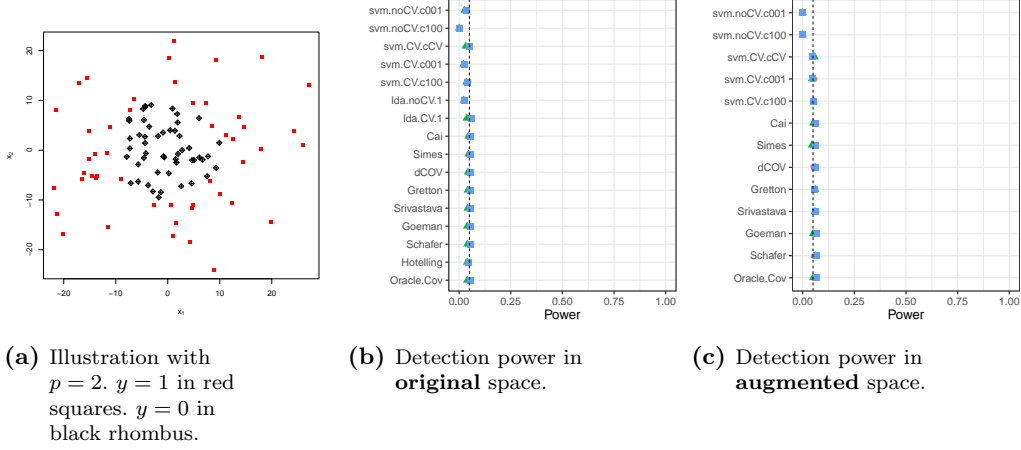 20
10
0
−10
−20
x₂
−20
−10
0
10
20
x₁
svm.noCV.c001
svm.noCV.c100
svm.CV.cCV
svm.CV.c001
svm.CV.c100
lda.noCV.1
lda.CV.1
Cai
Simes
dCOV
Gretton
Srivastava
Goeman
Schafer
Hotelling
Oracle.Cov
0.00
0.25
0.50
0.75
1.00
Power
svm.noCV.c001
svm.noCV.c100
svm.CV.cCV
svm.CV.c001
svm.CV.c100
Cai
Simes
dCOV
Gretton
Srivastava
Goeman
Schafer
Oracle.Cov
0.00
0.25
0.50
0.75
1.00
Power
(a) Illustration with
p = 2. y = 1 in red
squares. y = 0 in
black rhombus.
(b) Detection power in
original space.
(c) Detection power in
augmented space.